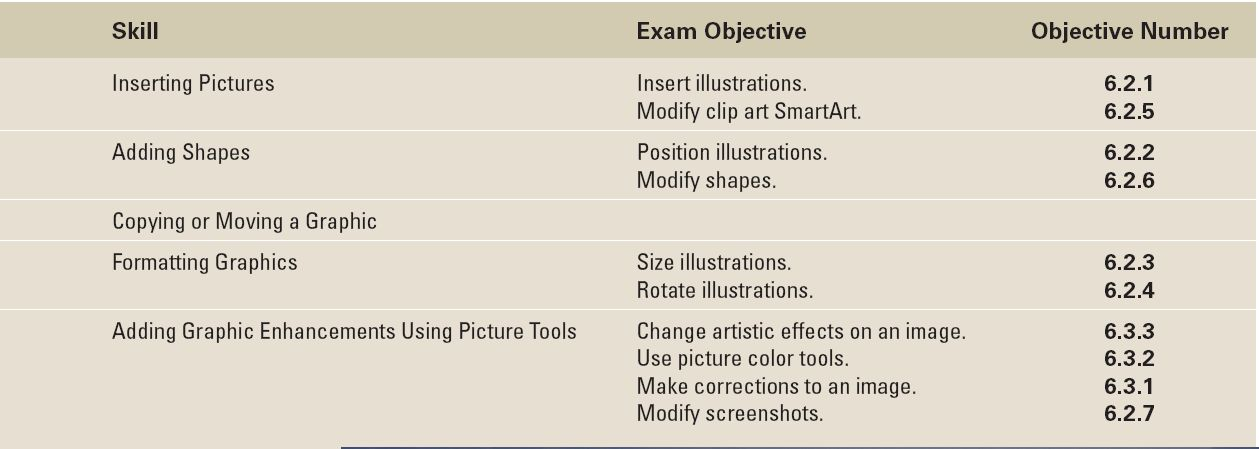 Skill Exam Objective Objective Number
Inserting Pictures Insert illustrations. 6.2.1
Modify clip art SmartArt. 6.2.5
Adding Shapes Position illustrations. 6.2.2
Modify shapes. 6.2.6
Copying or Moving a Graphic
Formatting Graphics Size illustrations. 6.2.3
Rotate illustrations. 6.2.4
Adding Graphic Enhancements Using Picture Tools Change artistic effects on an image. 6.3.3
Use picture color tools. 6.3.2
Make corrections to an image. 6.3.1
Modify screenshots. 6.2.7